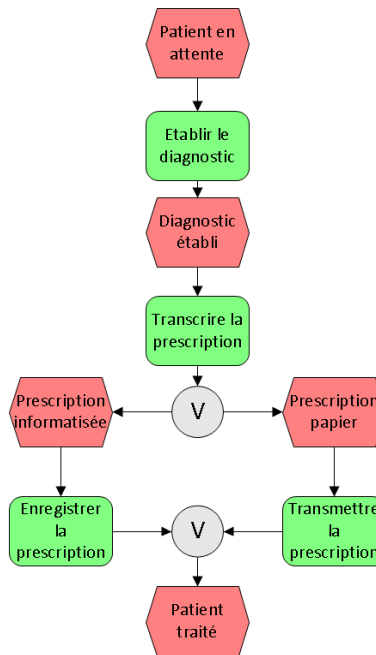 Patient en
attente
Etablir le
diagnostic
Diagnostic
établi
Transcrire la
prescription
V
Prescription
informatisée
Prescription
papier
Enregistrer
la
prescription
V
Transmettre
la
prescription
Patient
traité